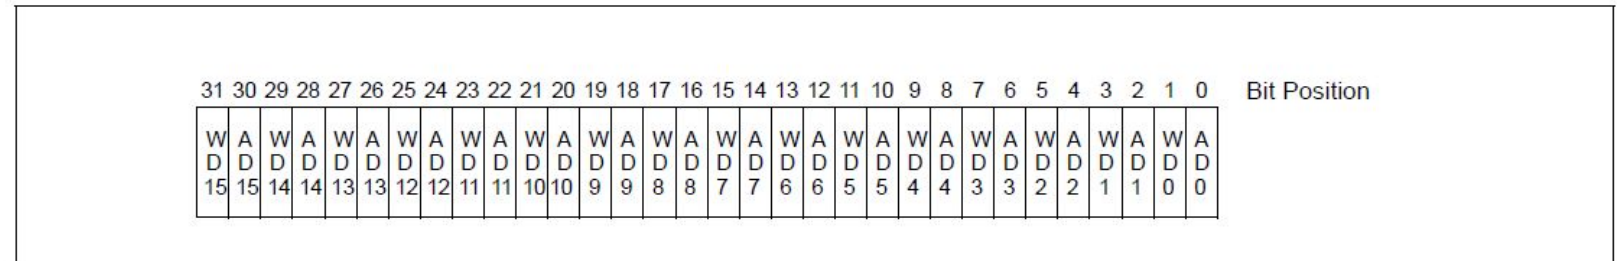 31 30 29 28 27 26 25 24 23 22 21 20 19 18 17 16 15 14 13 12 11 10 9 8 7 6 5 4 3 2 1 0 Bit Position
W A W A W A W A W A W A W A W A W A W A W A W A W A W A W A W A
D D D D D D D D D D D D D D D D D D D D D D D D D D D D D D D D
15 15 14 14 13 13 12 12 11 11 10 10 9 9 8 8 7 7 6 6 5 5 4 4 3 3 2 2 1 1 0 0